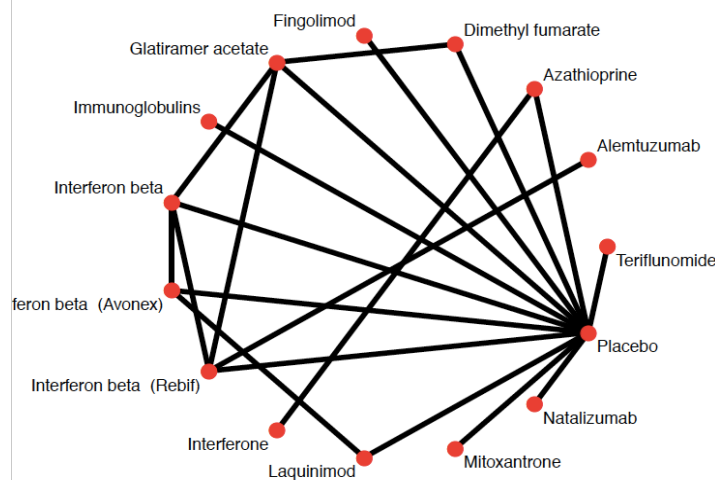 Fingolimod
Dimethyl fumarate
Glatiramer acetate
Azathioprine
Immunoglobulins
Alemtuzumab
Interferon beta
Teriflunomide
feron beta (Avonex)
Placebo
Interferon beta (Rebif)
Natalizumab
Interferone
Mitoxantrone
Laquinimod